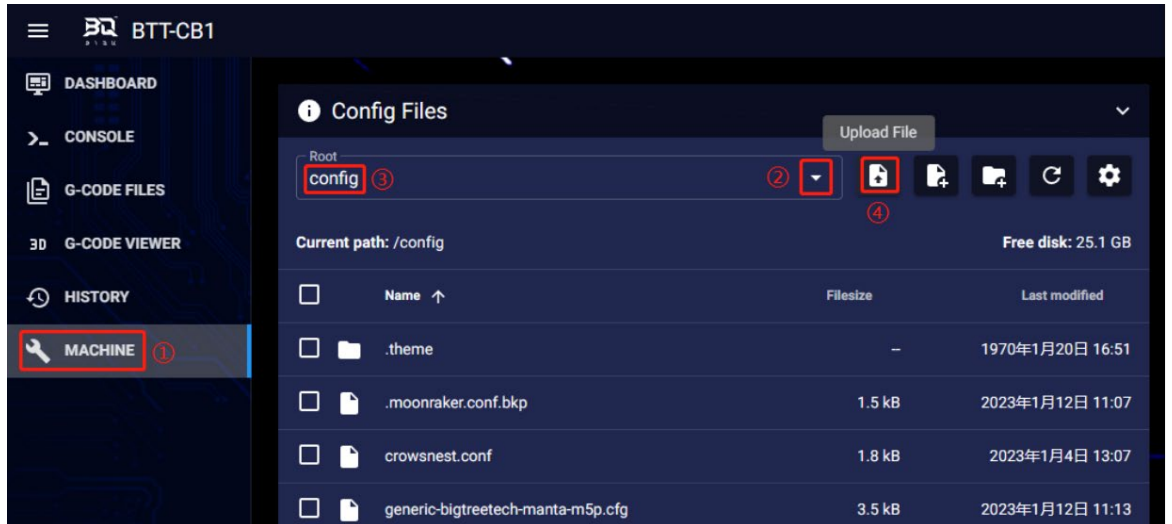 BQ BTT-CB1
DASHBOARD
CONSOLE
G-CODE FILES
3D G-CODE VIEWER
HISTORY
MACHINE ①
Config Files
Upload File
Root
config ③ ② ④
Current path: /config Free disk: 25.1 GB
Name ↑ Filesize Last modified
.theme -- 1970年1月20日 16:51
.moonraker.conf.bkp 1.5 kB 2023年1月12日 11:07
crowsnest.conf 1.8 kB 2023年1月4日 13:07
generic-bigtreetech-manta-m5p.cfg 3.5 kB 2023年1月12日 11:13